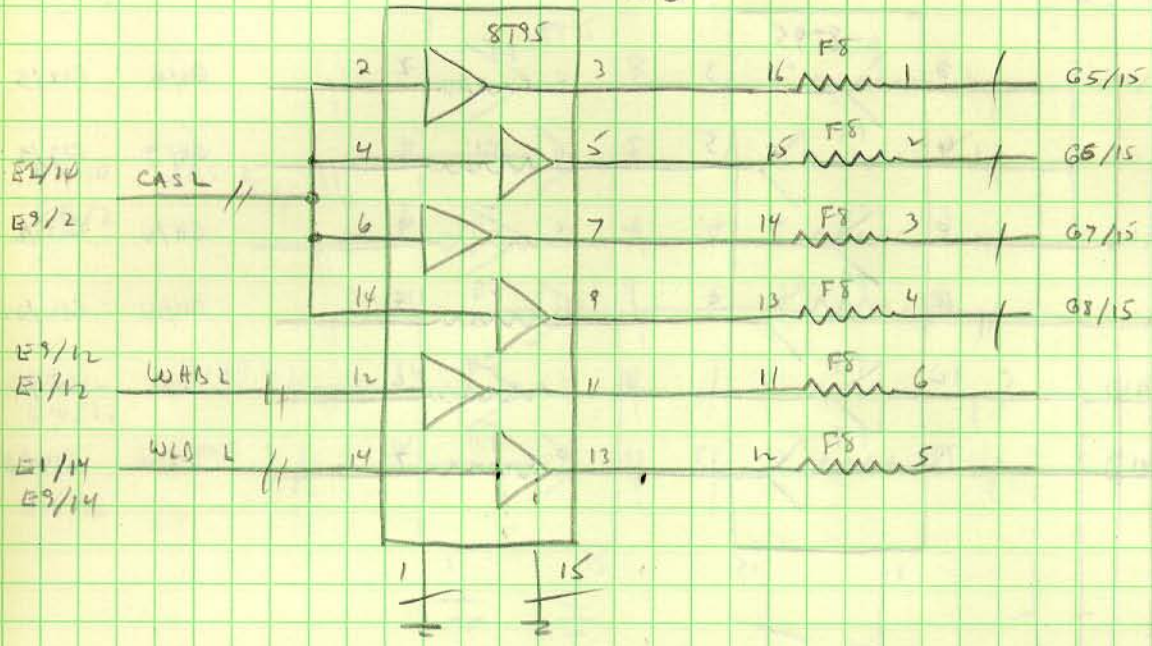 8T95
2 3 16 F8 1 G5/15
4 5 15 F8 2 G6/15
E1/14 CAS L
E9/2
6 7 14 F8 3 G7/15
14 9 13 F8 4 G8/15
E9/12
E1/12 WHB L 12 11 11 F8 6
E1/14 WLB L 14 13 12 F8 5
E9/14
1 15